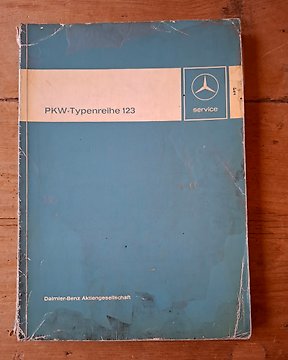 PKW-Typenreihe 123
service
Daimler-Benz Aktiengesellschaft